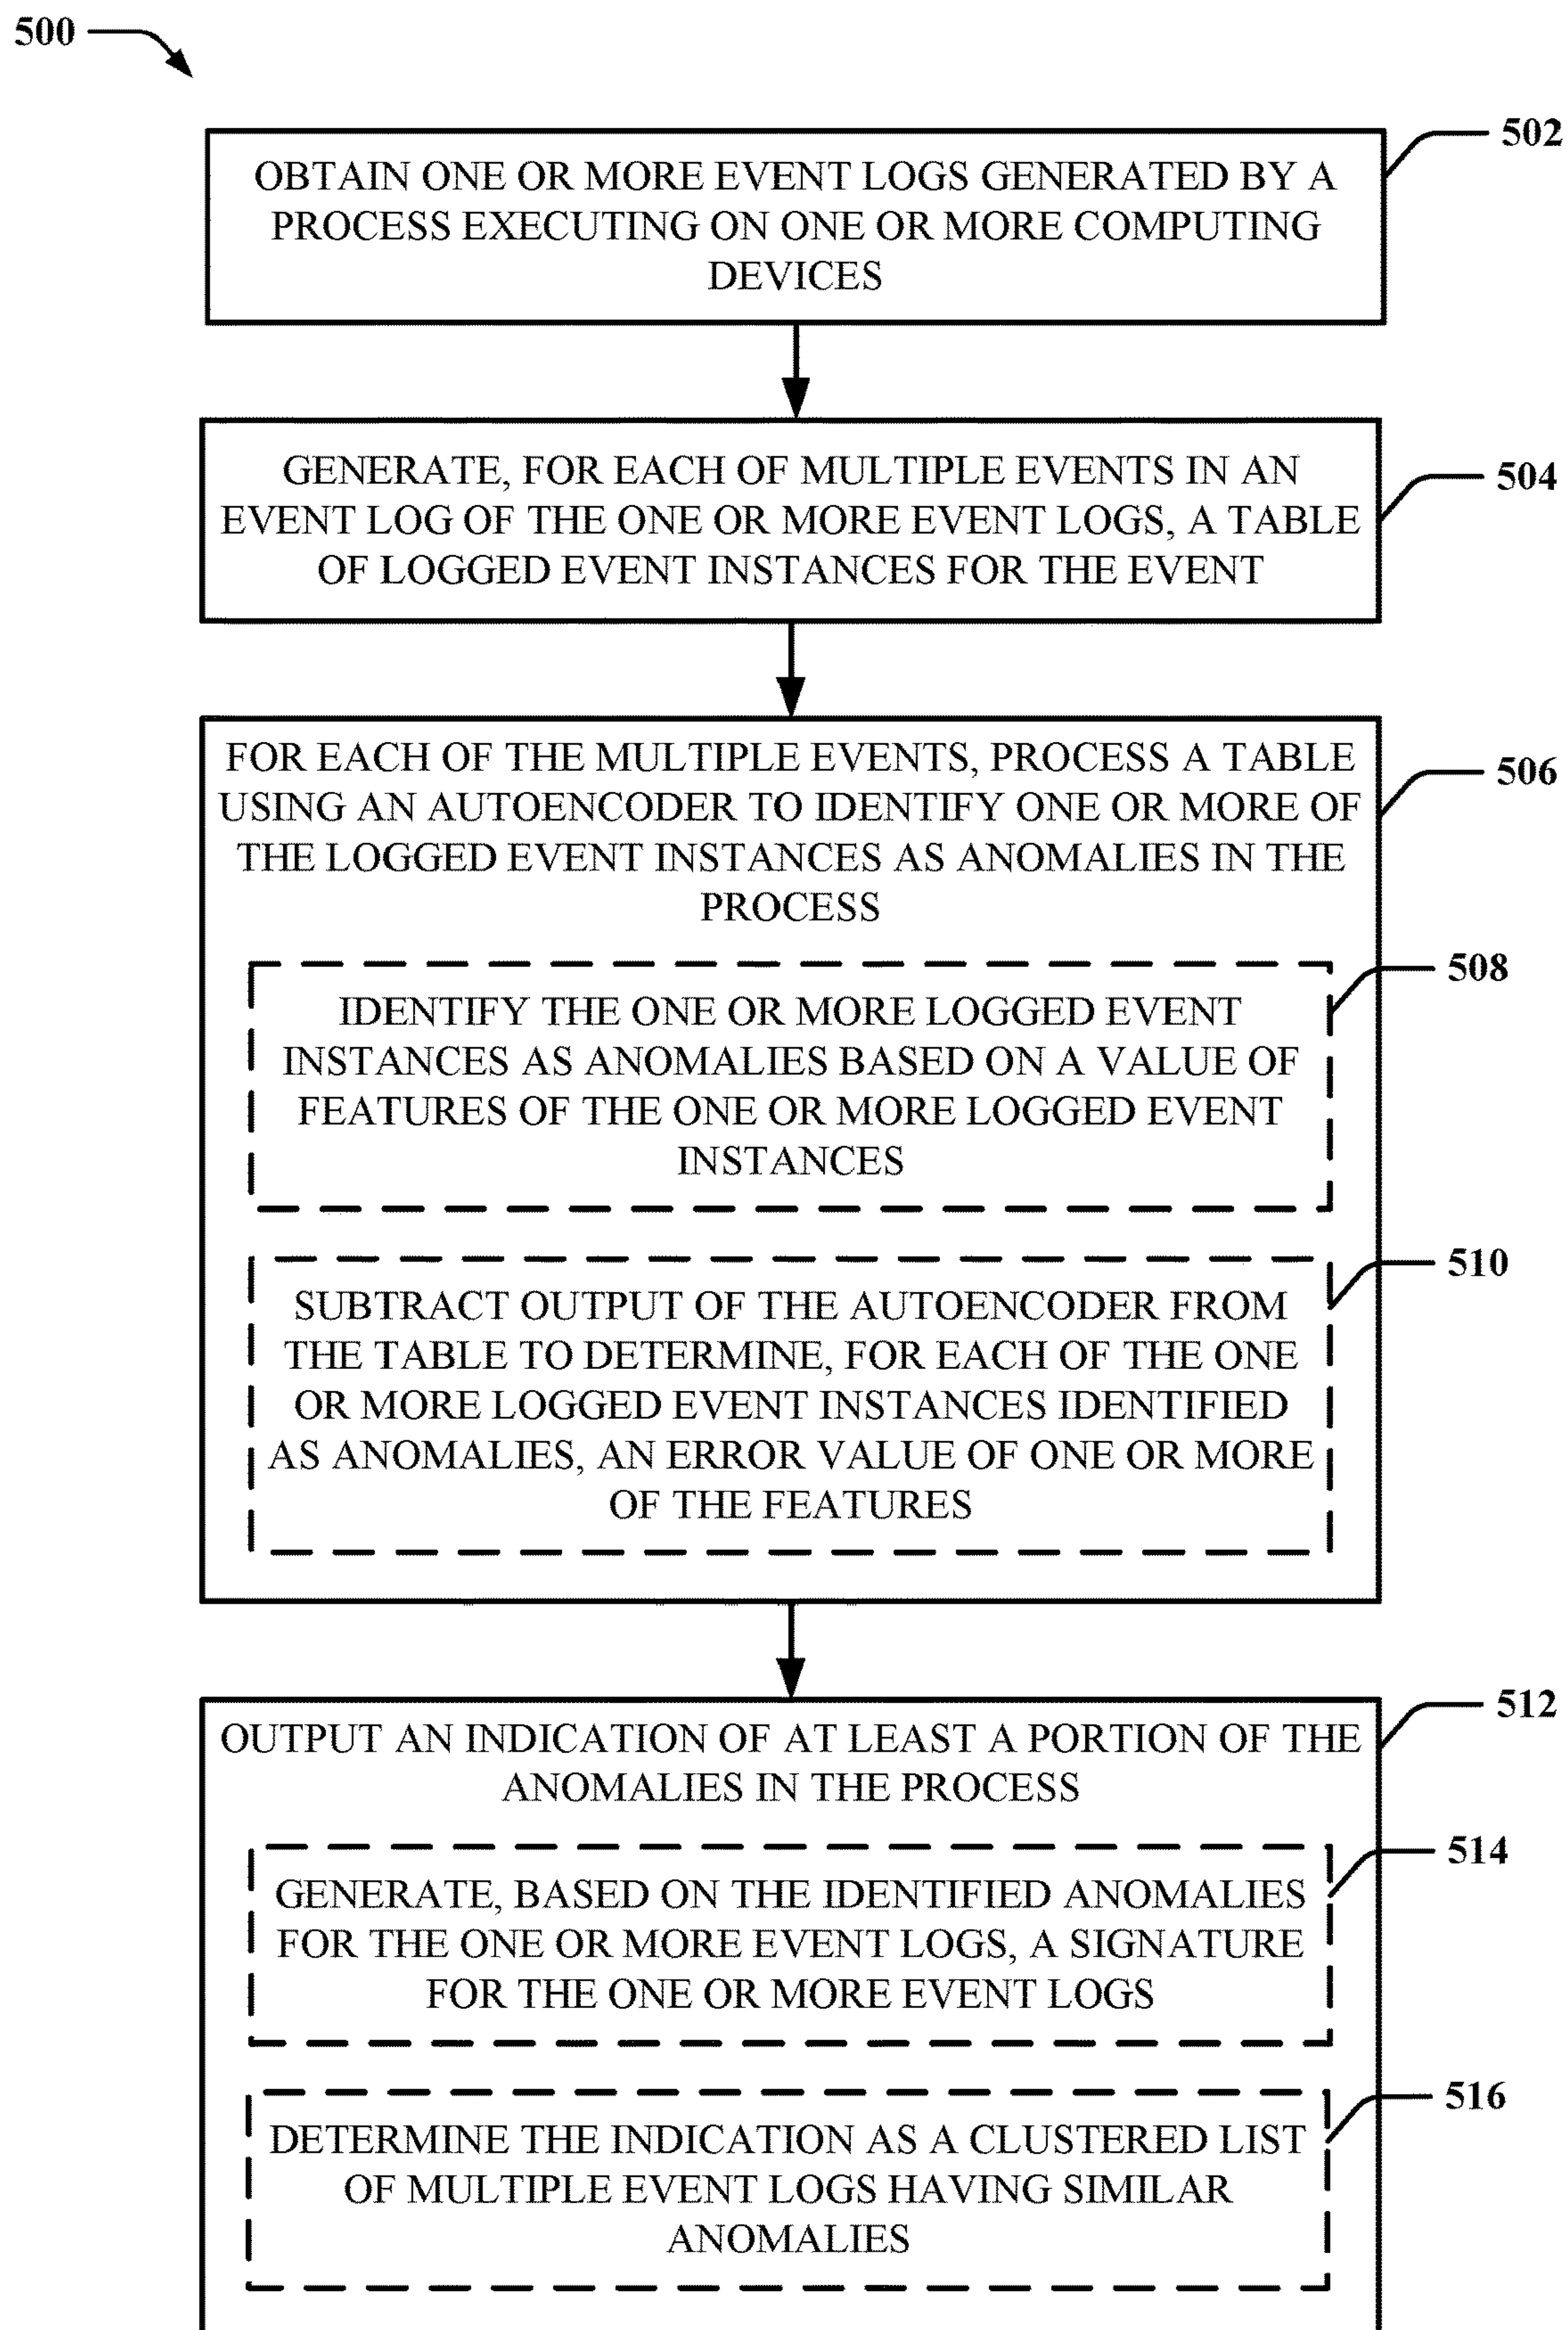 500
502
OBTAIN ONE OR MORE EVENT LOGS GENERATED BY A
PROCESS EXECUTING ON ONE OR MORE COMPUTING
DEVICES
504
GENERATE, FOR EACH OF MULTIPLE EVENTS IN AN
EVENT LOG OF THE ONE OR MORE EVENT LOGS, A TABLE
OF LOGGED EVENT INSTANCES FOR THE EVENT
506
FOR EACH OF THE MULTIPLE EVENTS, PROCESS A TABLE
USING AN AUTOENCODER TO IDENTIFY ONE OR MORE OF
THE LOGGED EVENT INSTANCES AS ANOMALIES IN THE
PROCESS
508
IDENTIFY THE ONE OR MORE LOGGED EVENT
INSTANCES AS ANOMALIES BASED ON A VALUE OF
FEATURES OF THE ONE OR MORE LOGGED EVENT
INSTANCES
510
SUBTRACT OUTPUT OF THE AUTOENCODER FROM
THE TABLE TO DETERMINE, FOR EACH OF THE ONE
OR MORE LOGGED EVENT INSTANCES IDENTIFIED
AS ANOMALIES, AN ERROR VALUE OF ONE OR MORE
OF THE FEATURES
512
OUTPUT AN INDICATION OF AT LEAST A PORTION OF THE
ANOMALIES IN THE PROCESS
514
GENERATE, BASED ON THE IDENTIFIED ANOMALIES
FOR THE ONE OR MORE EVENT LOGS, A SIGNATURE
FOR THE ONE OR MORE EVENT LOGS
516
DETERMINE THE INDICATION AS A CLUSTERED LIST
OF MULTIPLE EVENT LOGS HAVING SIMILAR
ANOMALIES